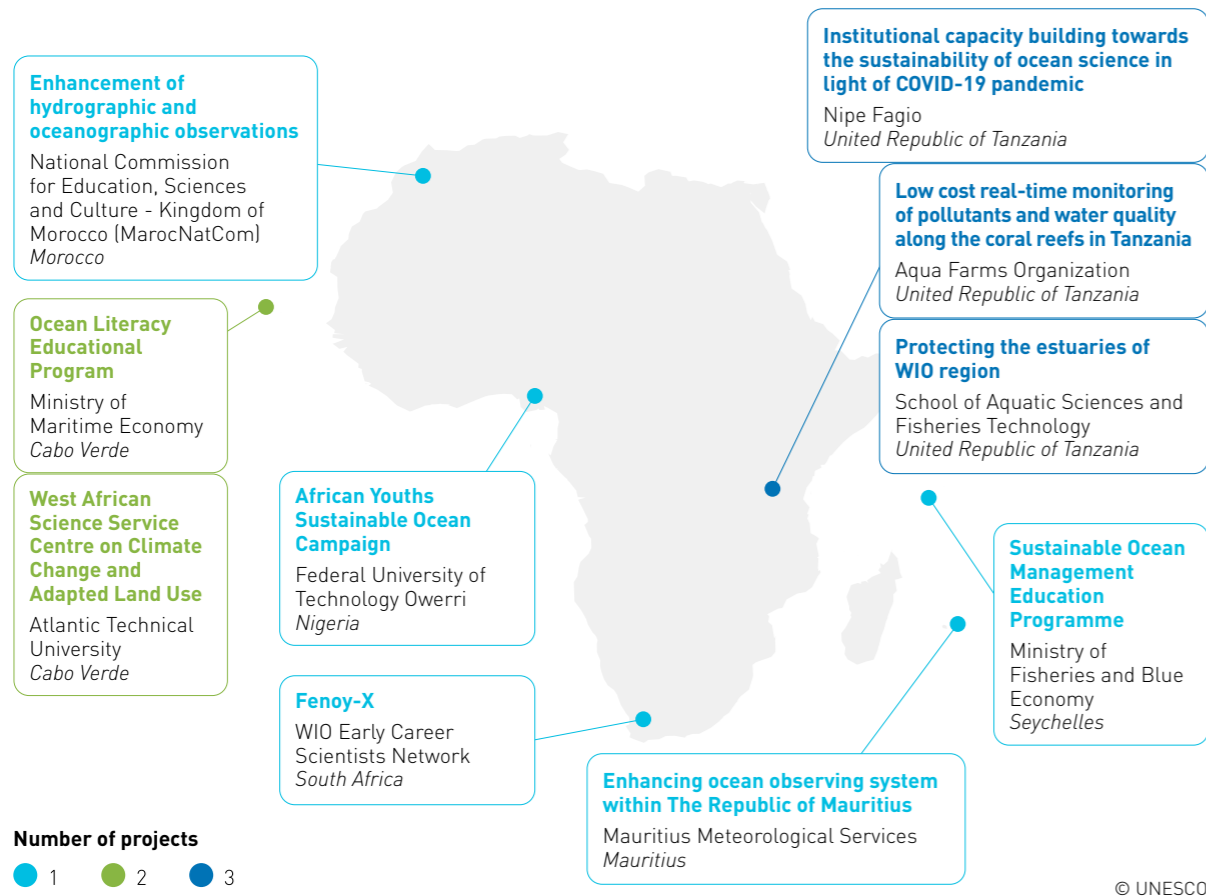 Enhancement of
hydrographic and
oceanographic observations
National Commission
for Education, Sciences
and Culture - Kingdom of
Morocco (MarocNatCom)
Morocco
Ocean Literacy
Educational
Program
Ministry of
Maritime Economy
Cabo Verde
West African
Science Service
Centre on Climate
Change and
Adapted Land Use
Atlantic Technical
University
Cabo Verde
African Youths
Sustainable Ocean
Campaign
Federal University of
Technology Owerri
Nigeria
Fenoy-X
WIO Early Career
Scientists Network
South Africa
Institutional capacity building towards
the sustainability of ocean science in
light of COVID-19 pandemic
Nipe Fagio
United Republic of Tanzania
Low cost real-time monitoring
of pollutants and water quality
along the coral reefs in Tanzania
Aqua Farms Organization
United Republic of Tanzania
Protecting the estuaries of
WIO region
School of Aquatic Sciences and
Fisheries Technology
United Republic of Tanzania
Sustainable Ocean
Management
Education
Programme
Ministry of
Fisheries and Blue
Economy
Seychelles
Enhancing ocean observing system
within The Republic of Mauritius
Mauritius Meteorological Services
Mauritius
Number of projects
1 2 3
© UNESCO